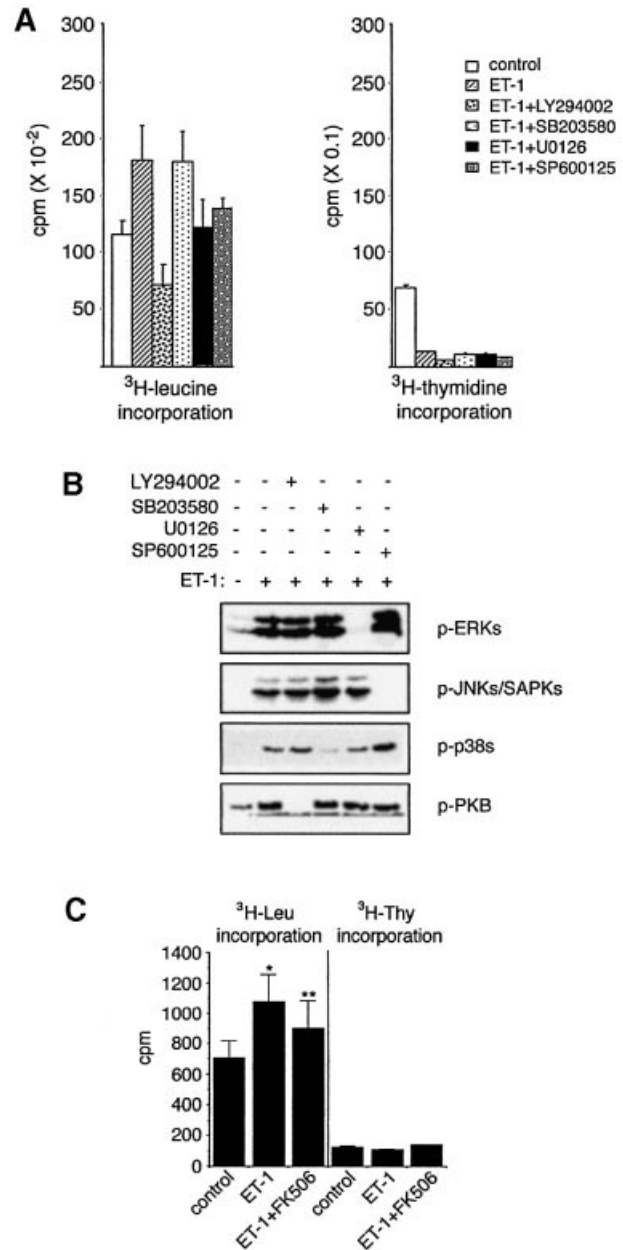 A
300
250
200
150
100
50
cpm (X 10-2)
3H-leucine
incorporation
300
250
200
150
100
50
cpm (X 0.1)
3H-thymidine
incorporation
control
ET-1
ET-1+LY294002
ET-1+SB203580
ET-1+U0126
ET-1+SP600125
B
LY294002 - - + - - -
SB203580 - - - + - -
U0126 - - - - + -
SP600125 - - - - - +
ET-1: - + + + + +
p-ERKs
p-JNKs/SAPKs
p-p38s
p-PKB
C
3H-Leu
incorporation
3H-Thy
incorporation
1400
1200
1000
800
600
400
200
0
cpm
*
**
control
ET-1
ET-1+FK506
control
ET-1
ET-1+FK506